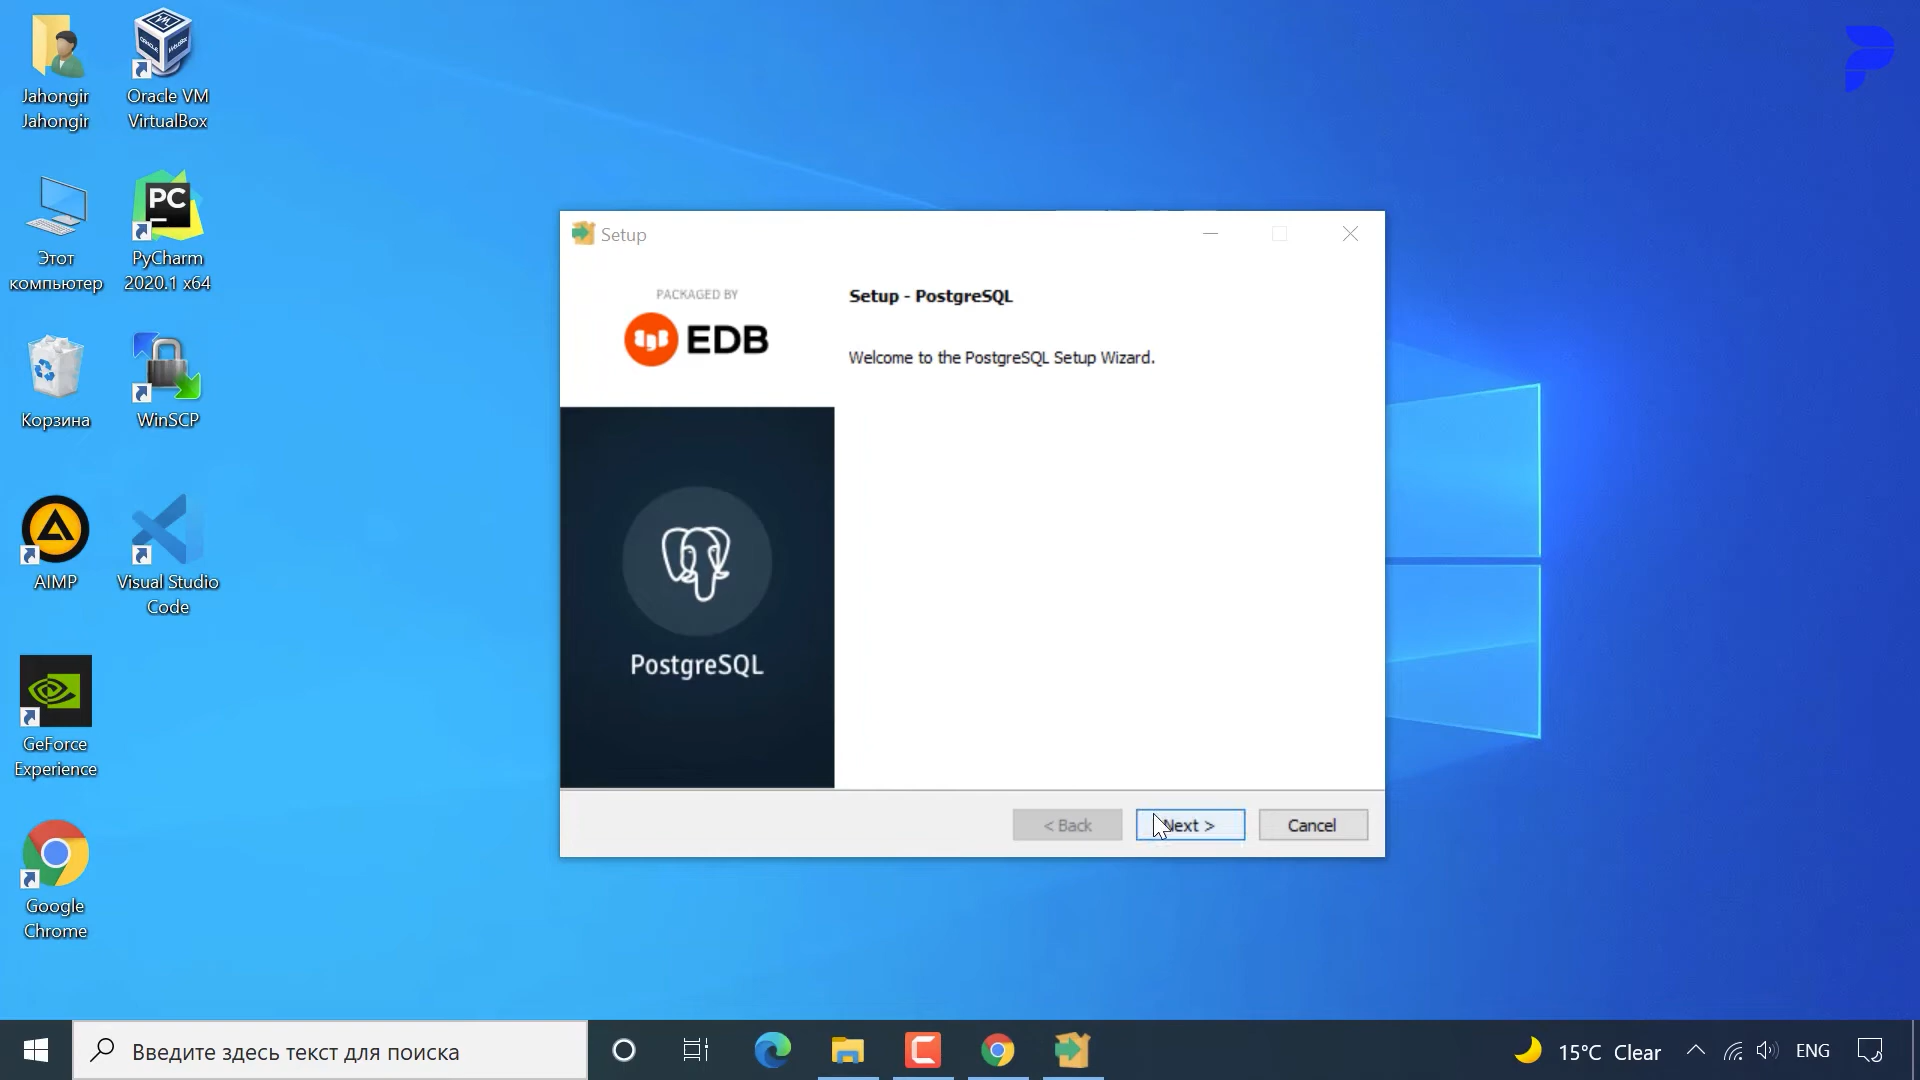 Jahongir
Jahongir
Oracle VM
VirtualBox
Этот
компьютер
PC
PyCharm
2020.1 x64
Корзина
WinSCP
AIMP
Visual Studio
Code
GeForce
Experience
Google
Chrome
Setup
PACKAGED BY
EDB
Setup - PostgreSQL
Welcome to the PostgreSQL Setup Wizard.
PostgreSQL
< Back
Next >
Cancel
Введите здесь текст для поиска
15°C Clear
ENG